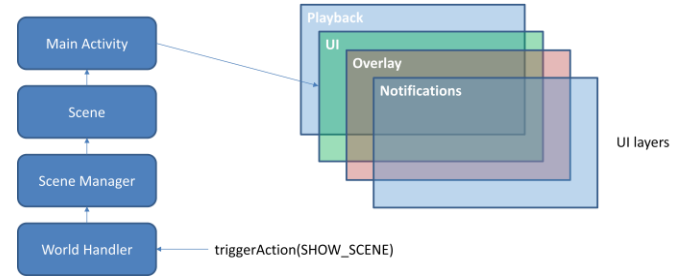 Main Activity
Scene
Scene Manager
World Handler
triggerAction(SHOW_SCENE)
Playback
UI
Overlay
Notifications
UI layers